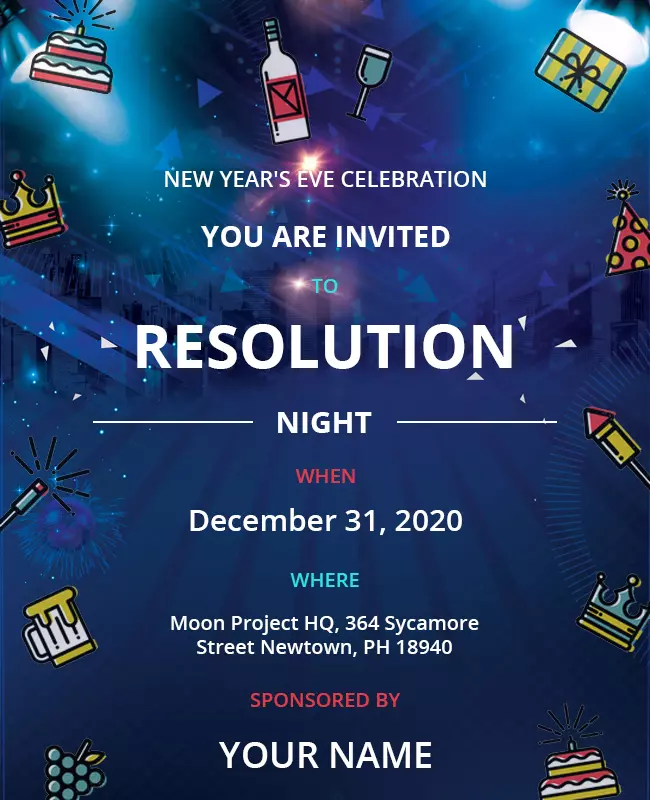 NEW YEAR'S EVE CELEBRATION
YOU ARE INVITED
TO
RESOLUTION
NIGHT
WHEN
December 31, 2020
WHERE
Moon Project HQ, 364 Sycamore
Street Newtown, PH 18940
SPONSORED BY
YOUR NAME